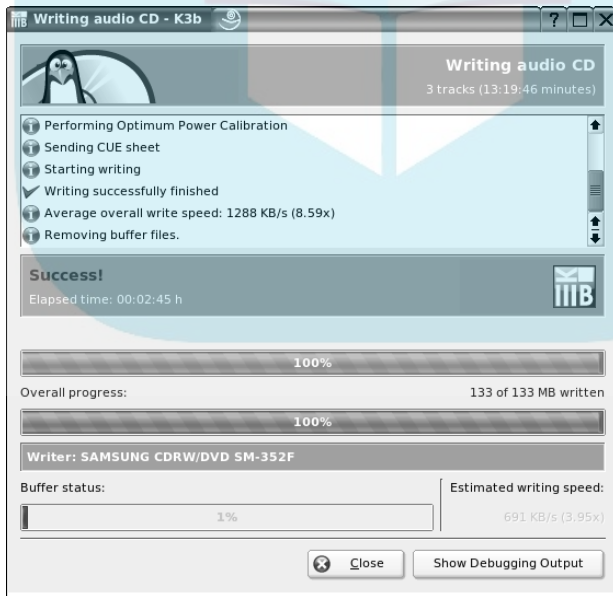 Writing audio CD - K3b
Writing audio CD
3 tracks (13:19:46 minutes)
Performing Optimum Power Calibration
Sending CUE sheet
Starting writing
Writing successfully finished
Average overall write speed: 1288 KB/s (8.59x)
Removing buffer files.
Success!
Elapsed time: 00:02:45 h
K
IIIB
100%
Overall progress: 133 of 133 MB written
100%
Writer: SAMSUNG CDRW/DVD SM-352F
Buffer status: Estimated writing speed:
1% 691 KB/s (3.95x)
Close Show Debugging Output